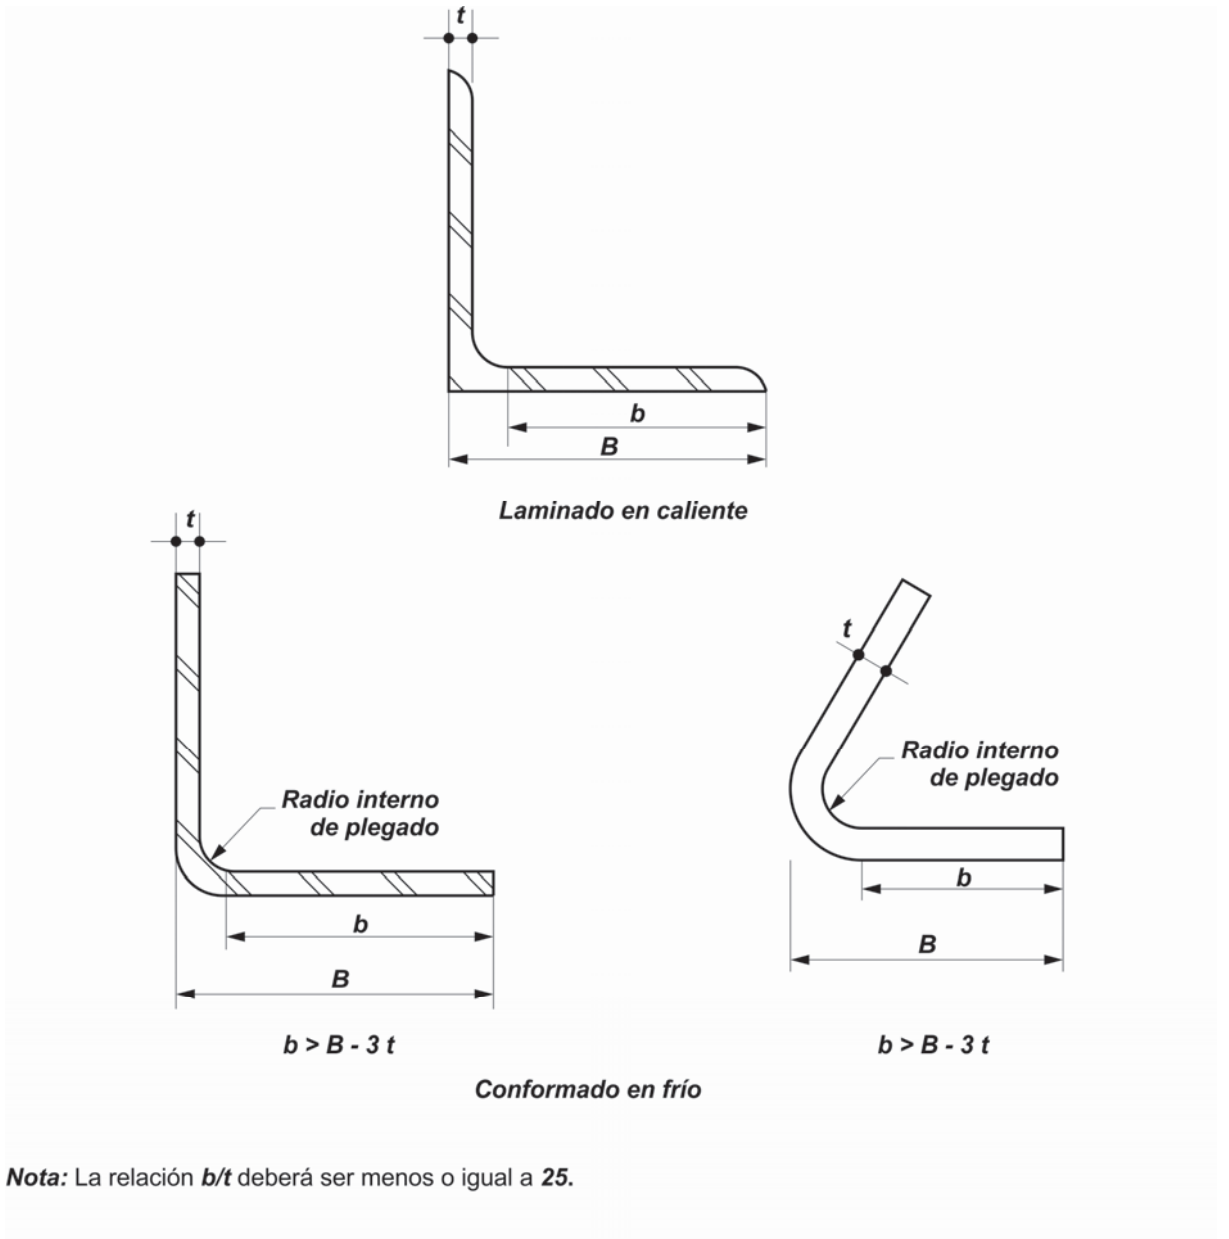 t
b
B
Laminado en caliente
t
Radio interno
de plegado
b
B
b > B - 3 t
t
Radio interno
de plegado
b
B
b > B - 3 t
Conformado en frío
Nota: La relación b/t deberá ser menos o igual a 25.